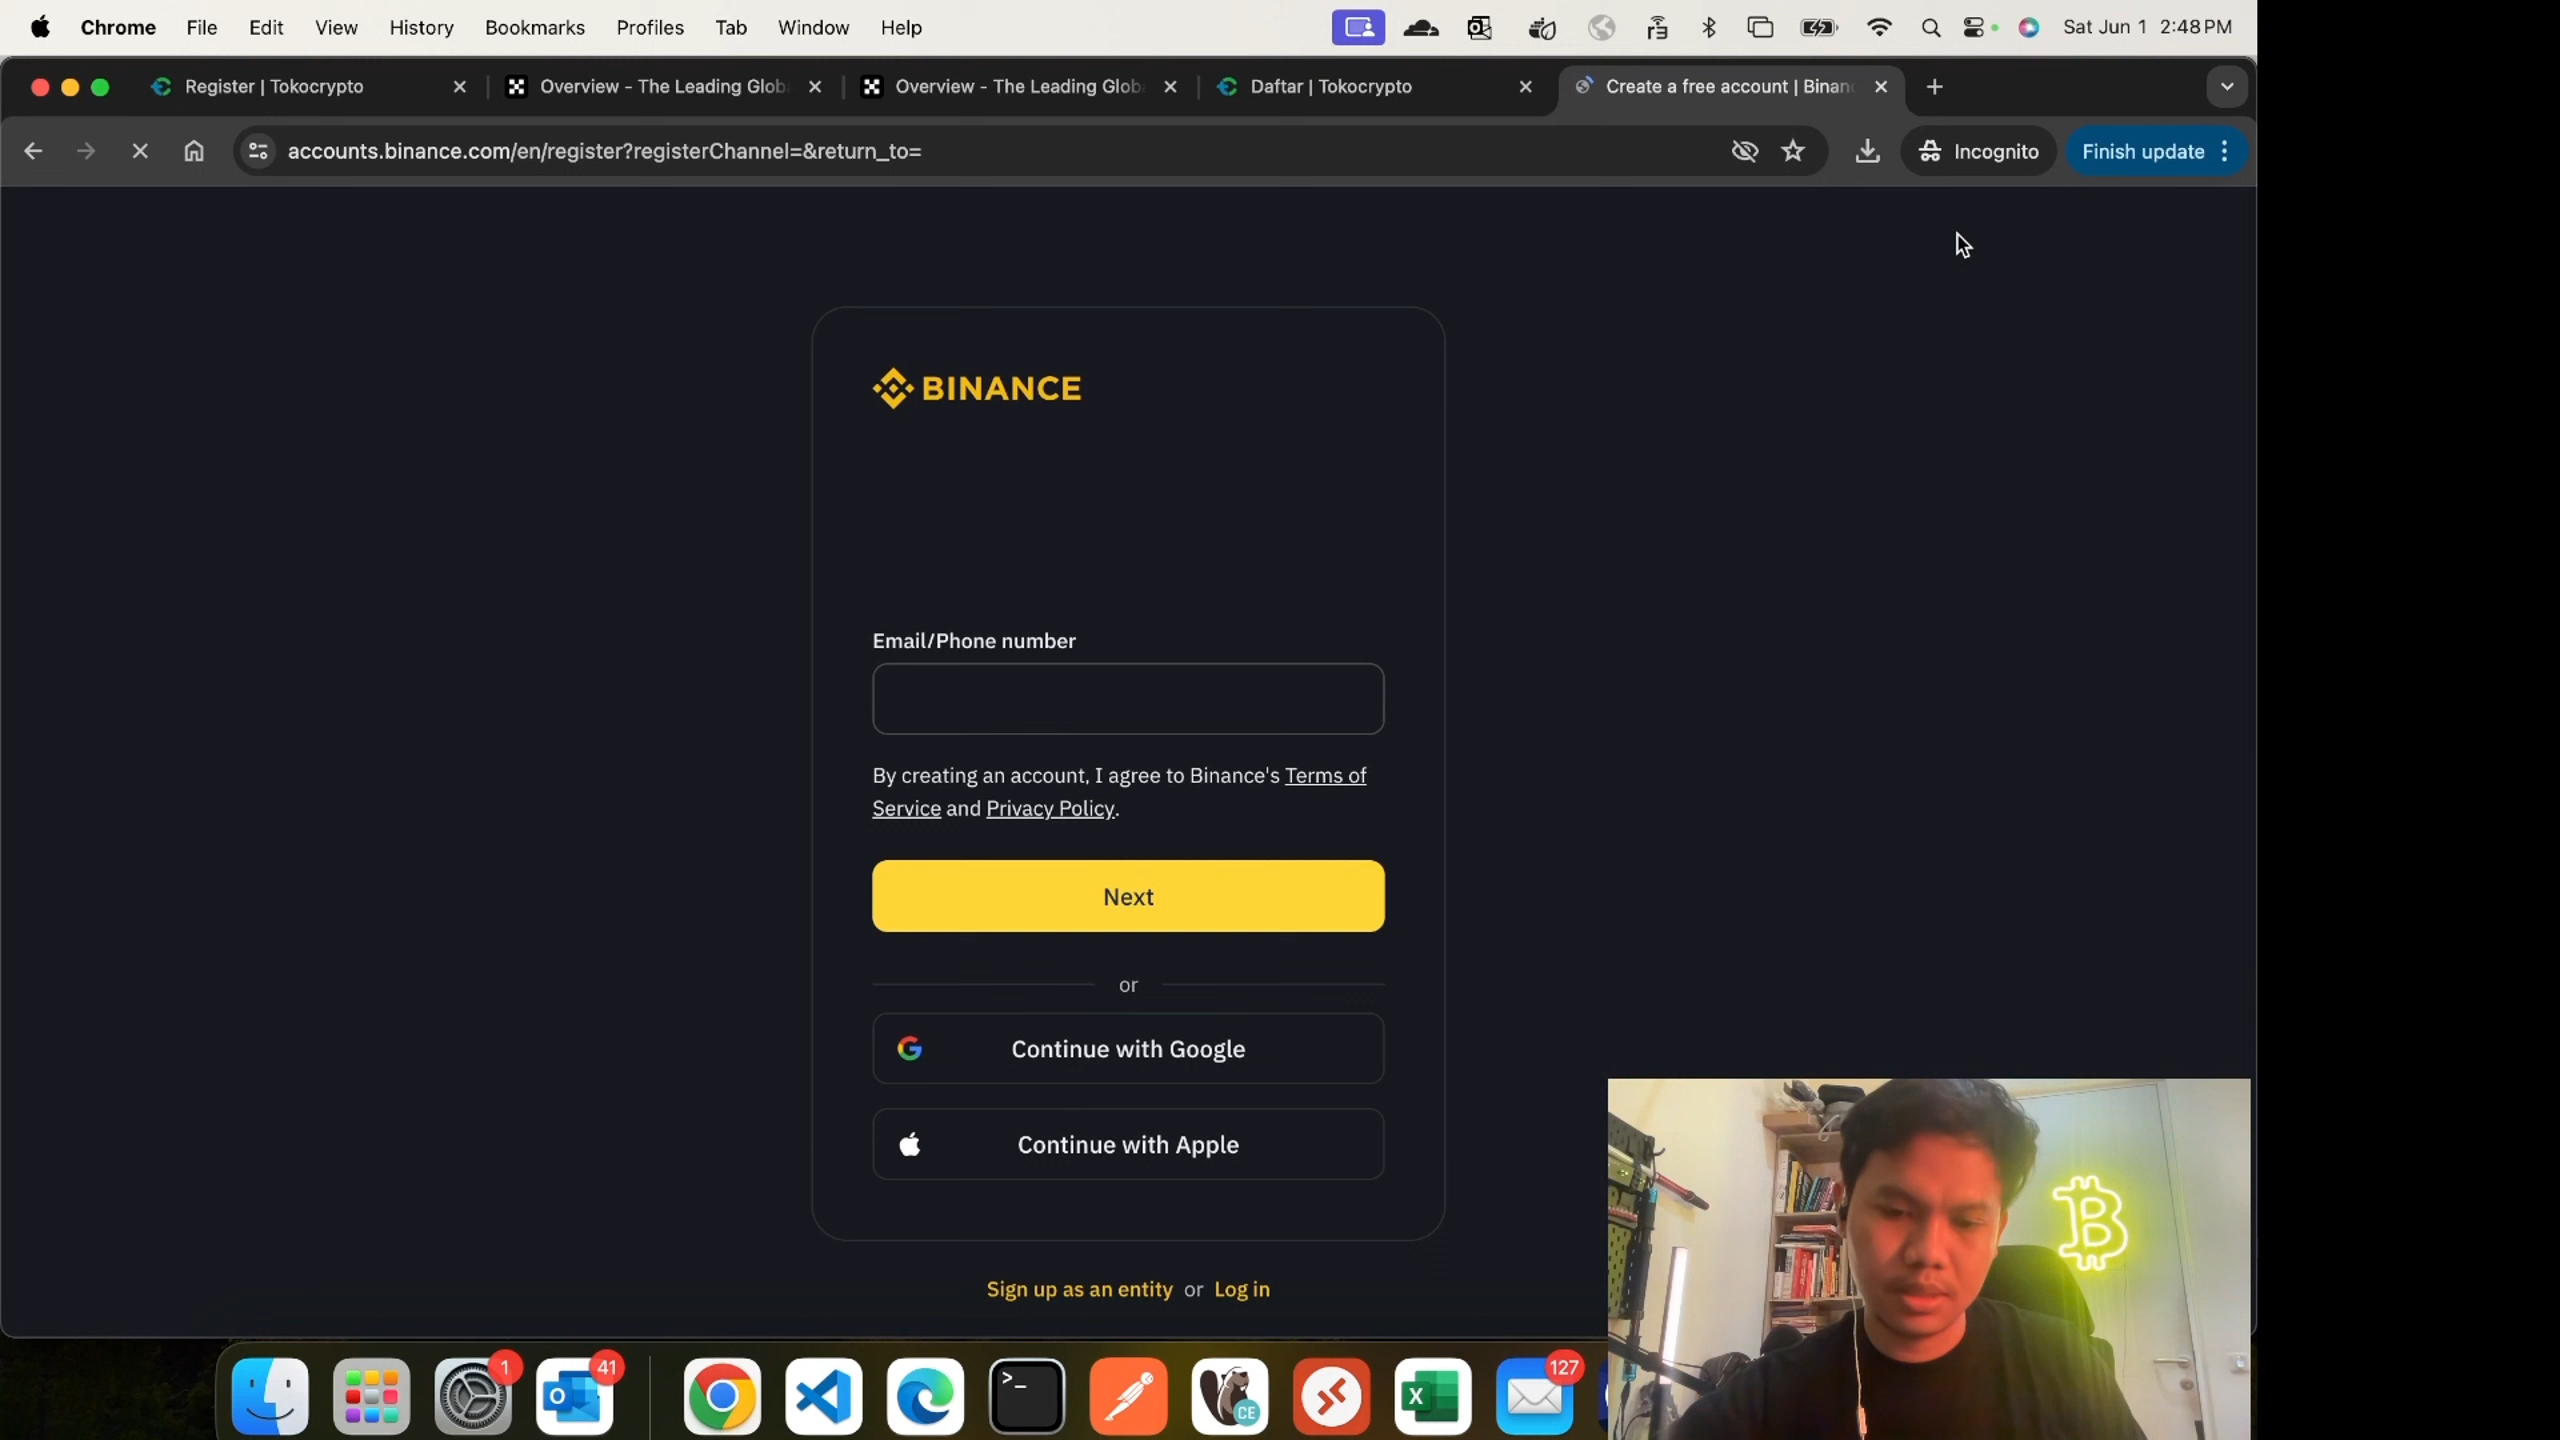 Chrome File Edit View History Bookmarks Profiles Tab Window Help Sat Jun 1 2:48 PM
Register | Tokocrypto
Overview - The Leading Glob
Overview - The Leading Glob
Daftar | Tokocrypto
Create a free account | Binan
accounts.binance.com/en/register?registerChannel=&return_to=
Incognito
Finish update
BINANCE
Email/Phone number
By creating an account, I agree to Binance's Terms of
Service and Privacy Policy.
Next
or
Continue with Google
Continue with Apple
Sign up as an entity or Log in
1
41
127
>_
CE
X